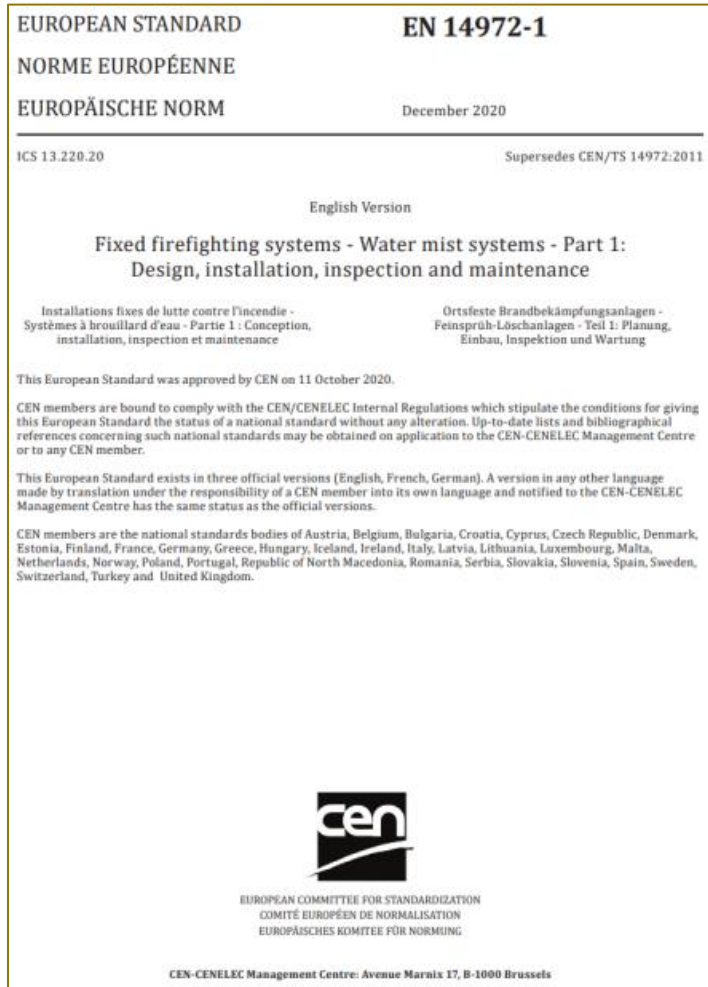 EUROPEAN STANDARD
EN 14972-1
NORME EUROPÉENNE
EUROPÄISCHE NORM
December 2020
ICS 13.220.20
Supersedes CEN/TS 14972:2011
English Version
Fixed firefighting systems - Water mist systems - Part 1:
Design, installation, inspection and maintenance
Installations fixes de lutte contre l'incendie -
Systèmes à brouillard d'eau - Partie 1 : Conception,
installation, inspection et maintenance
Ortsfeste Brandbekämpfungsanlagen -
Feinsprüh-Löschanlagen - Teil 1: Planung,
Einbau, Inspektion und Wartung
This European Standard was approved by CEN on 11 October 2020.
CEN members are bound to comply with the CEN/CENELEC Internal Regulations which stipulate the conditions for giving
this European Standard the status of a national standard without any alteration. Up-to-date lists and bibliographical
references concerning such national standards may be obtained on application to the CEN-CENELEC Management Centre
or to any CEN member.
This European Standard exists in three official versions (English, French, German). A version in any other language
made by translation under the responsibility of a CEN member into its own language and notified to the CEN-CENELEC
Management Centre has the same status as the official versions.
CEN members are the national standards bodies of Austria, Belgium, Bulgaria, Croatia, Cyprus, Czech Republic, Denmark,
Estonia, Finland, France, Germany, Greece, Hungary, Iceland, Ireland, Italy, Latvia, Lithuania, Luxembourg, Malta,
Netherlands, Norway, Poland, Portugal, Republic of North Macedonia, Romania, Serbia, Slovakia, Slovenia, Spain, Sweden,
Switzerland, Turkey and United Kingdom.
cen
EUROPEAN COMMITTEE FOR STANDARDIZATION
COMITÉ EUROPÉEN DE NORMALISATION
EUROPÄISCHES KOMITEE FÜR NORMUNG
CEN-CENELEC Management Centre: Avenue Marnix 17, B-1000 Brussels